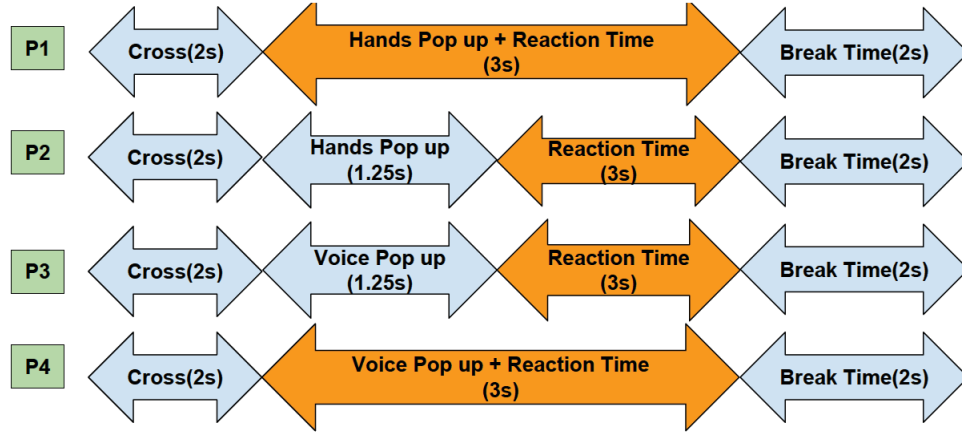 P1
Cross(2s)
Hands Pop up + Reaction Time
(3s)
Break Time(2s)
P2
Cross(2s)
Hands Pop up
(1.25s)
Reaction Time
(3s)
Break Time(2s)
P3
Cross(2s)
Voice Pop up
(1.25s)
Reaction Time
(3s)
Break Time(2s)
P4
Cross(2s)
Voice Pop up + Reaction Time
(3s)
Break Time(2s)